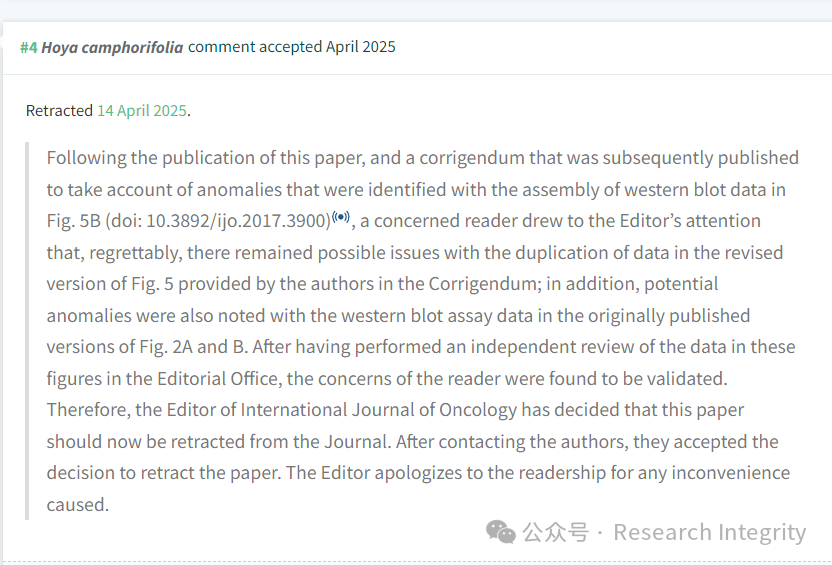 #4 Hoya camphorifolia comment accepted April 2025
Retracted 14 April 2025.
Following the publication of this paper, and a corrigendum that was subsequently published
to take account of anomalies that were identified with the assembly of western blot data in
Fig. 5B (doi: 10.3892/ijo.2017.3900), a concerned reader drew to the Editor’s attention
that, regrettably, there remained possible issues with the duplication of data in the revised
version of Fig. 5 provided by the authors in the Corrigendum; in addition, potential
anomalies were also noted with the western blot assay data in the originally published
versions of Fig. 2A and B. After having performed an independent review of the data in these
figures in the Editorial Office, the concerns of the reader were found to be validated.
Therefore, the Editor of International Journal of Oncology has decided that this paper
should now be retracted from the Journal. After contacting the authors, they accepted the
decision to retract the paper. The Editor apologizes to the readership for any inconvenience
caused.
公众号 · Research Integrity